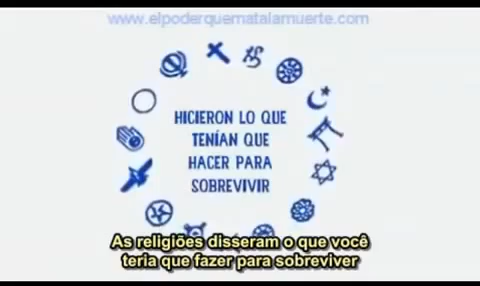 www.elpoderquematalamuerte.com
HICIERON LO QUE
TENÍAN QUE
HACER PARA
SOBREVIVIR
As religiões disseram o que você
teria que fazer para sobreviver